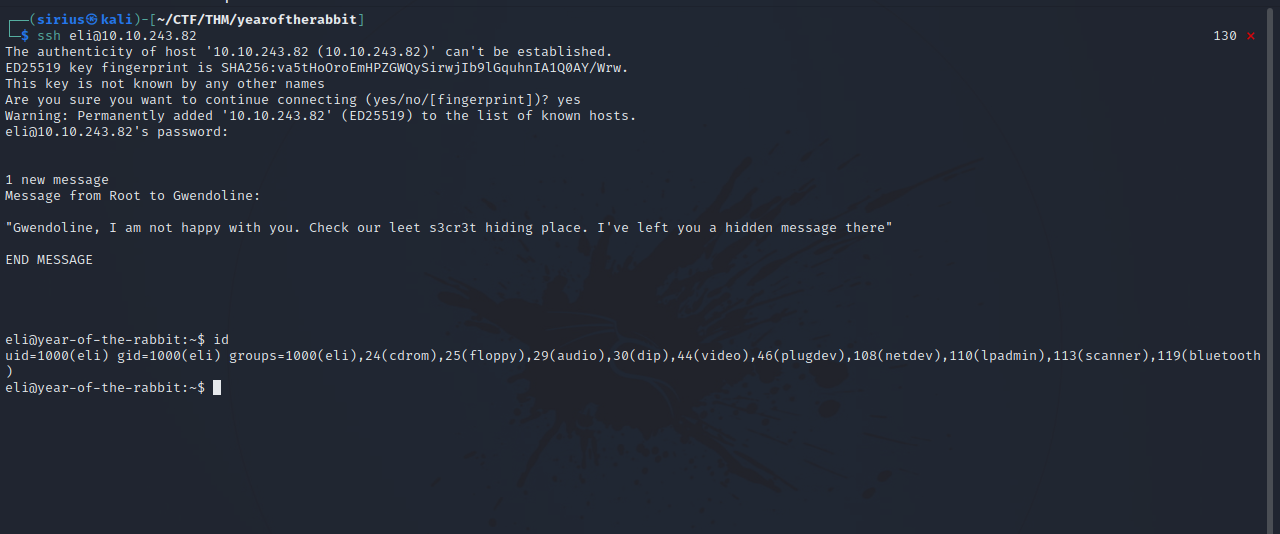 ┌──(sirius㉿kali)-[~/CTF/THM/yearoftherabbit]
└─$ ssh eli@10.10.243.82 130 ⨯
The authenticity of host '10.10.243.82 (10.10.243.82)' can't be established.
ED25519 key fingerprint is SHA256:va5tHoOroEmHPZGWQySirwjIb9lGquhnIA1Q0AY/Wrw.
This key is not known by any other names
Are you sure you want to continue connecting (yes/no/[fingerprint])? yes
Warning: Permanently added '10.10.243.82' (ED25519) to the list of known hosts.
eli@10.10.243.82's password:
1 new message
Message from Root to Gwendoline:
"Gwendoline, I am not happy with you. Check our leet s3cr3t hiding place. I've left you a hidden message there"
END MESSAGE
eli@year-of-the-rabbit:~$ id
uid=1000(eli) gid=1000(eli) groups=1000(eli),24(cdrom),25(floppy),29(audio),30(dip),44(video),46(plugdev),108(netdev),110(lpadmin),113(scanner),119(bluetooth
)
eli@year-of-the-rabbit:~$